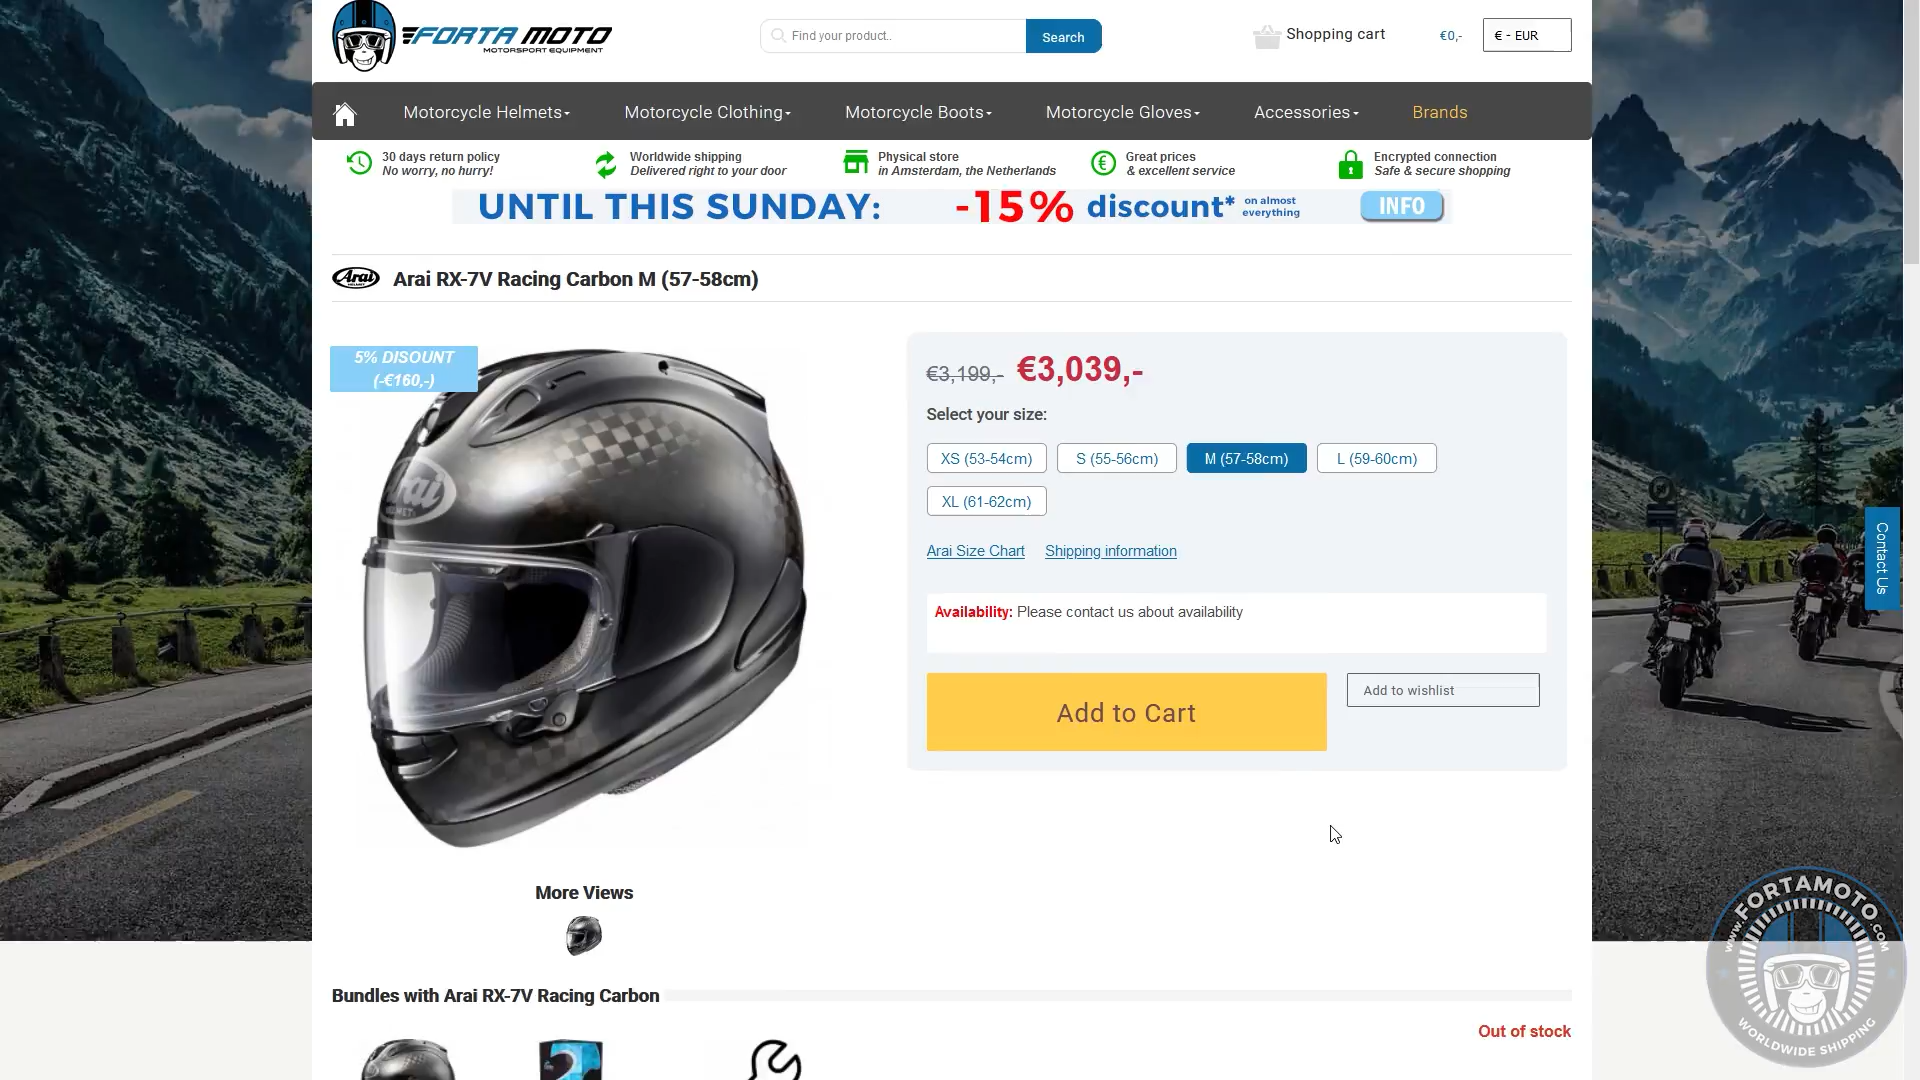 FORTA MOTO
MOTORSPORT EQUIPMENT
Find your product..
Search
Shopping cart
€0,-
€ - EUR
Motorcycle Helmets
Motorcycle Clothing
Motorcycle Boots
Motorcycle Gloves
Accessories
Brands
30 days return policy
No worry, no hurry!
Worldwide shipping
Delivered right to your door
Physical store
in Amsterdam, the Netherlands
Great prices
& excellent service
Encrypted connection
Safe & secure shopping
UNTIL THIS SUNDAY: -15% discount* on almost everything
INFO
Arai
HELMET
Arai RX-7V Racing Carbon M (57-58cm)
5% DISOUNT
(-€160,-)
Arai
HELMET
€3,199,- €3,039,-
Select your size:
XS (53-54cm)
S (55-56cm)
M (57-58cm)
L (59-60cm)
XL (61-62cm)
Arai Size Chart
Shipping information
Contact Us
Availability: Please contact us about availability
Add to Cart
Add to wishlist
More Views
Bundles with Arai RX-7V Racing Carbon
Out of stock
WWW.FORTAMOTO.COM
WORLDWIDE SHIPPING